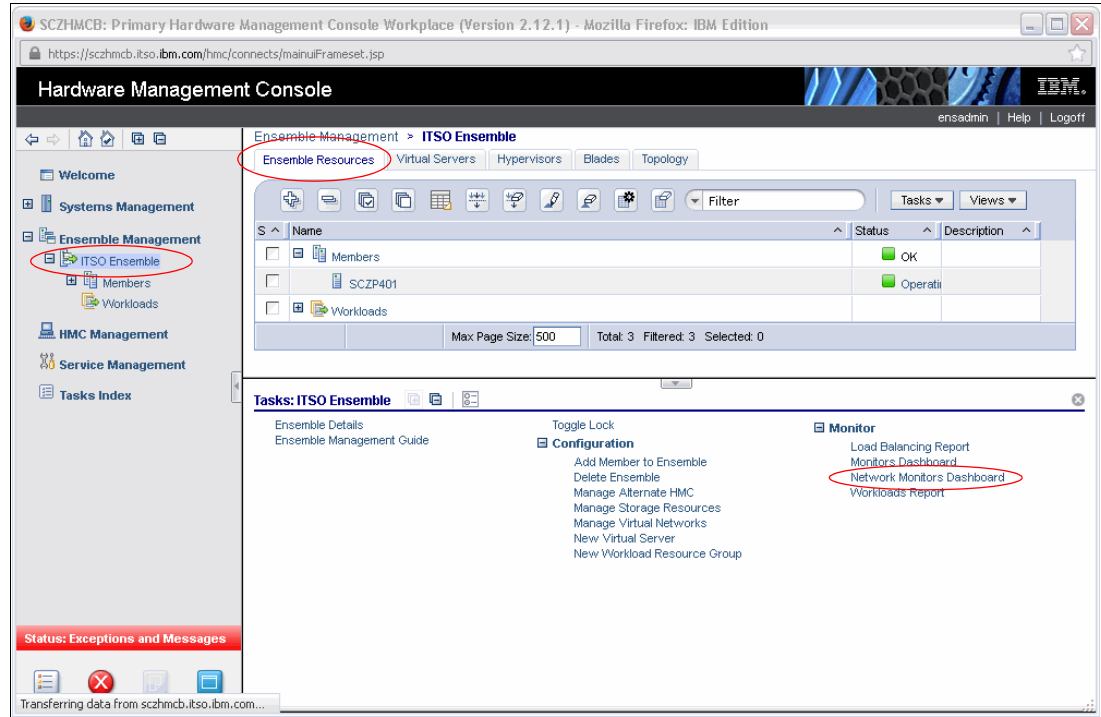 SCZHMCB: Primary Hardware Management Console Workplace (Version 2.12.1) - Mozilla Firefox: IBM Edition
https://sczhmcb.itso.ibm.com/hmc/connects/mainuiFrameset.jsp
Hardware Management Console
IBM.
ensadmin | Help | Logoff
Welcome
Systems Management
Ensemble Management
ITSO Ensemble
Members
Workloads
HMC Management
Service Management
Tasks Index
Status: Exceptions and Messages
Ensemble Management > ITSO Ensemble
Ensemble Resources Virtual Servers Hypervisors Blades Topology
Filter Tasks Views
S ^ Name ^ Status ^ Description ^
Members OK
SCZP401 Operati
Workloads
Max Page Size: 500 Total: 3 Filtered: 3 Selected: 0
Tasks: ITSO Ensemble
Ensemble Details
Ensemble Management Guide
Toggle Lock
Configuration
Add Member to Ensemble
Delete Ensemble
Manage Alternate HMC
Manage Storage Resources
Manage Virtual Networks
New Virtual Server
New Workload Resource Group
Monitor
Load Balancing Report
Monitors Dashboard
Network Monitors Dashboard
Workloads Report
Transferring data from sczhmcb.itso.ibm.com...